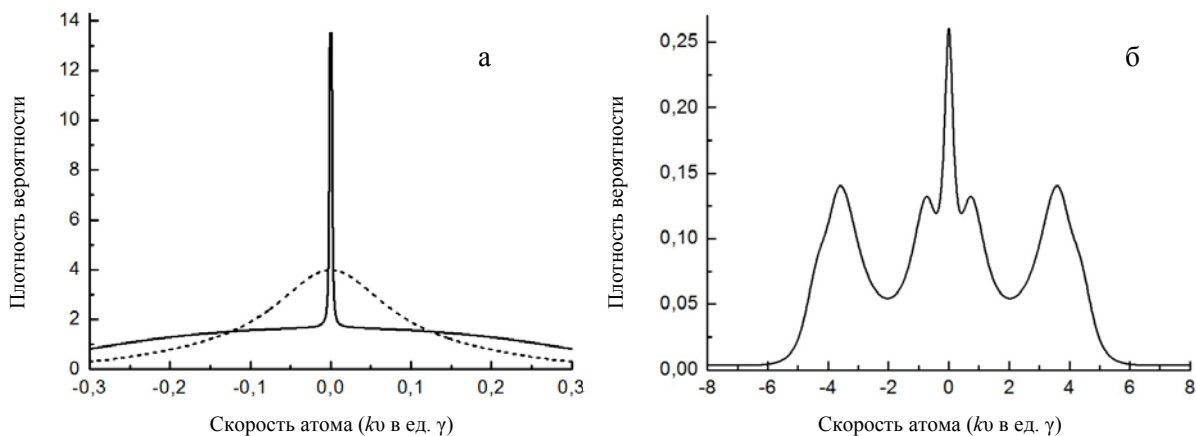 а
Плотность вероятности
14
12
10
8
6
4
2
0
-0,3 -0,2 -0,1 0,0 0,1 0,2 0,3
Скорость атома (kυ в ед. γ)
б
Плотность вероятности
0,25
0,20
0,15
0,10
0,05
0,00
-8 -6 -4 -2 0 2 4 6 8
Скорость атома (kυ в ед. γ)